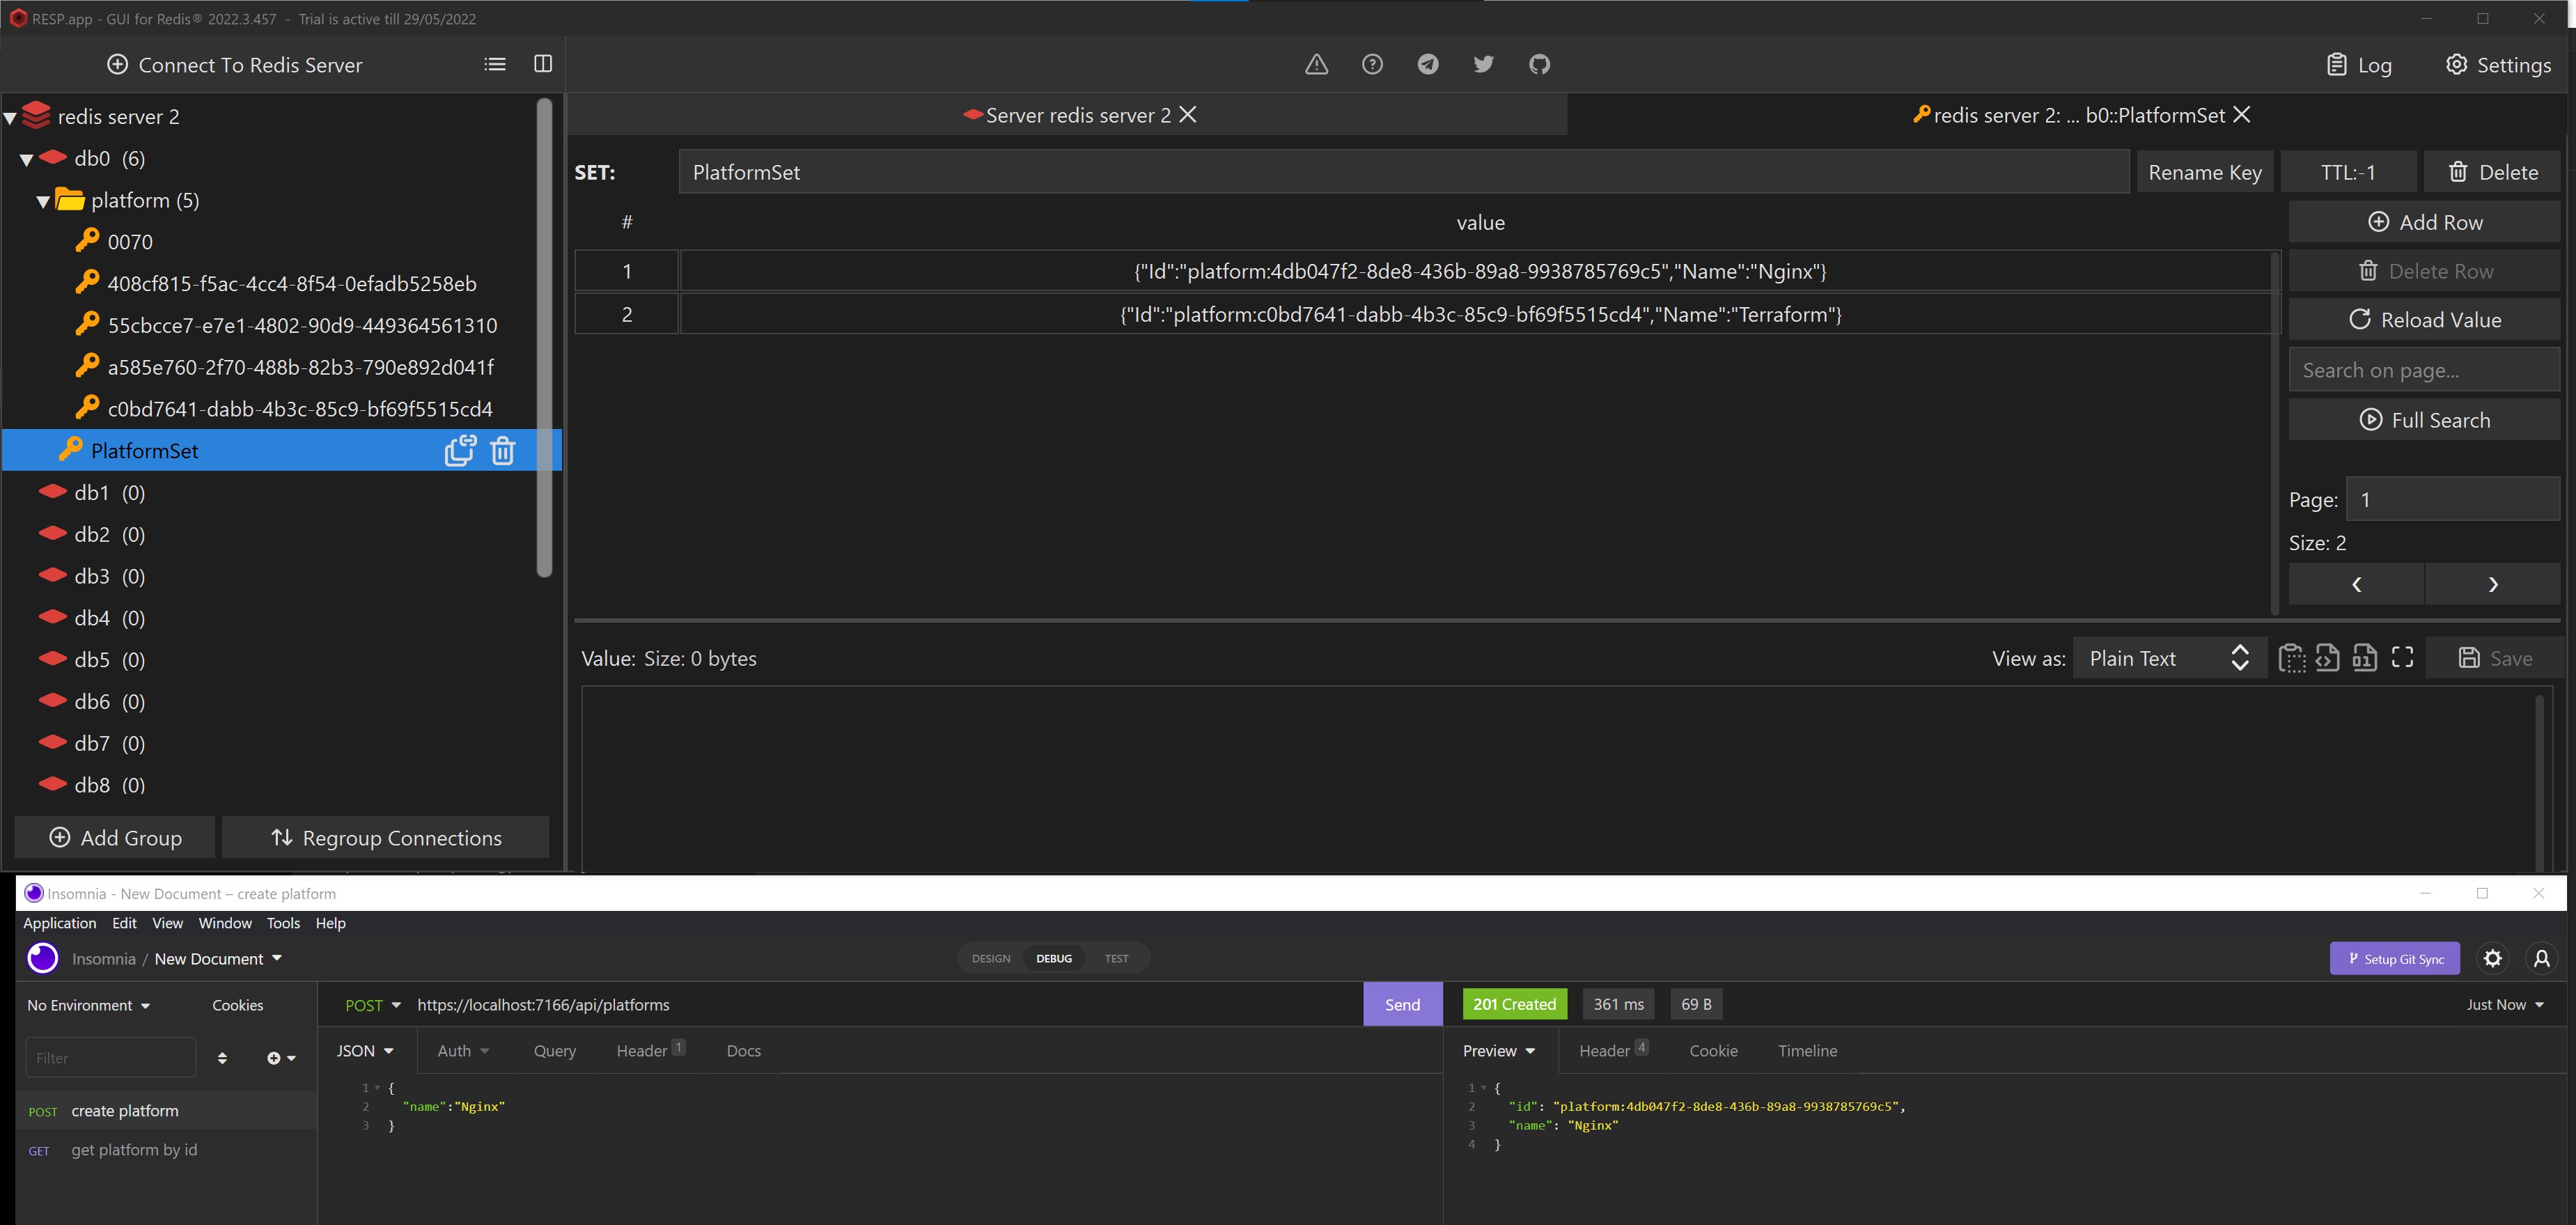 RESP.app - GUI for Redis® 2022.3.457 - Trial is active till 29/05/2022
Connect To Redis Server
Log
Settings
redis server 2
db0 (6)
platform (5)
0070
408cf815-f5ac-4cc4-8f54-0efadb5258eb
55cbcce7-e7e1-4802-90d9-449364561310
a585e760-2f70-488b-82b3-790e892d041f
c0bd7641-dabb-4b3c-85c9-bf69f5515cd4
PlatformSet
db1 (0)
db2 (0)
db3 (0)
db4 (0)
db5 (0)
db6 (0)
db7 (0)
db8 (0)
Add Group
Regroup Connections
Server redis server 2
redis server 2: ... b0::PlatformSet
SET:
PlatformSet
Rename Key
TTL:-1
Delete
# value
1 {"Id":"platform:4db047f2-8de8-436b-89a8-9938785769c5","Name":"Nginx"}
2 {"Id":"platform:c0bd7641-dabb-4b3c-85c9-bf69f5515cd4","Name":"Terraform"}
Add Row
Delete Row
Reload Value
Search on page...
Full Search
Page: 1
Size: 2
Value: Size: 0 bytes
View as: Plain Text
Save
Insomnia - New Document – create platform
Application Edit View Window Tools Help
Insomnia / New Document
DESIGN DEBUG TEST
Setup Git Sync
No Environment
Cookies
Filter
POST create platform
GET get platform by id
POST https://localhost:7166/api/platforms
Send
JSON Auth Query Header 1 Docs
1 {
2 "name":"Nginx"
3 }
201 Created 361 ms 69 B
Just Now
Preview Header 4 Cookie Timeline
1 {
2 "id": "platform:4db047f2-8de8-436b-89a8-9938785769c5",
3 "name": "Nginx"
4 }